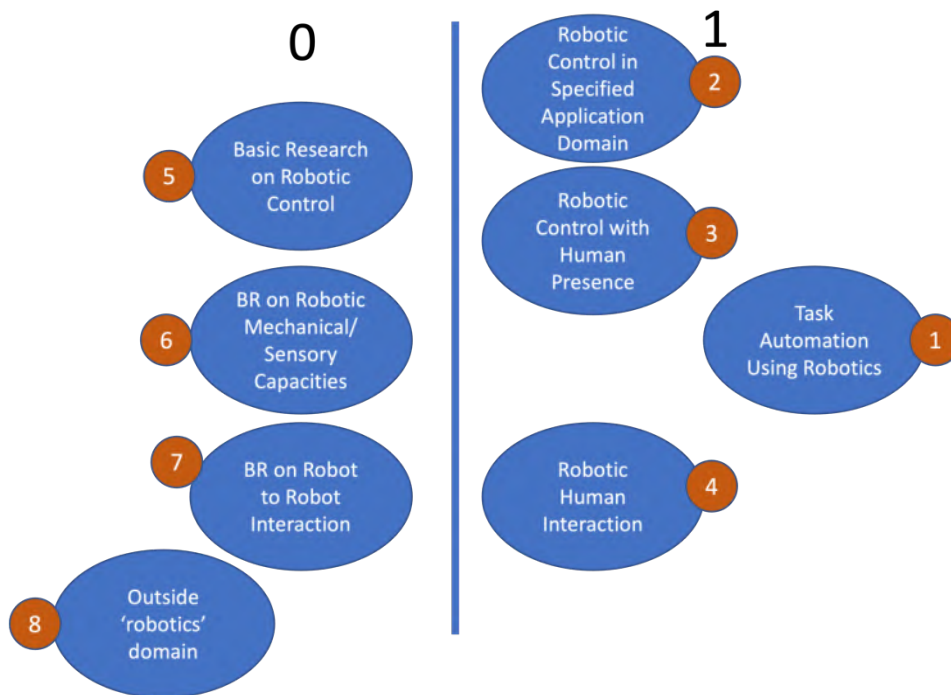 0
5
Basic Research
on Robotic
Control
6
BR on Robotic
Mechanical/
Sensory
Capacities
7
BR on Robot
to Robot
Interaction
8
Outside
‘robotics’
domain
1
Robotic
Control in
Specified
Application
Domain
2
Robotic
Control with
Human
Presence
3
Task
Automation
Using Robotics
1
Robotic
Human
Interaction
4